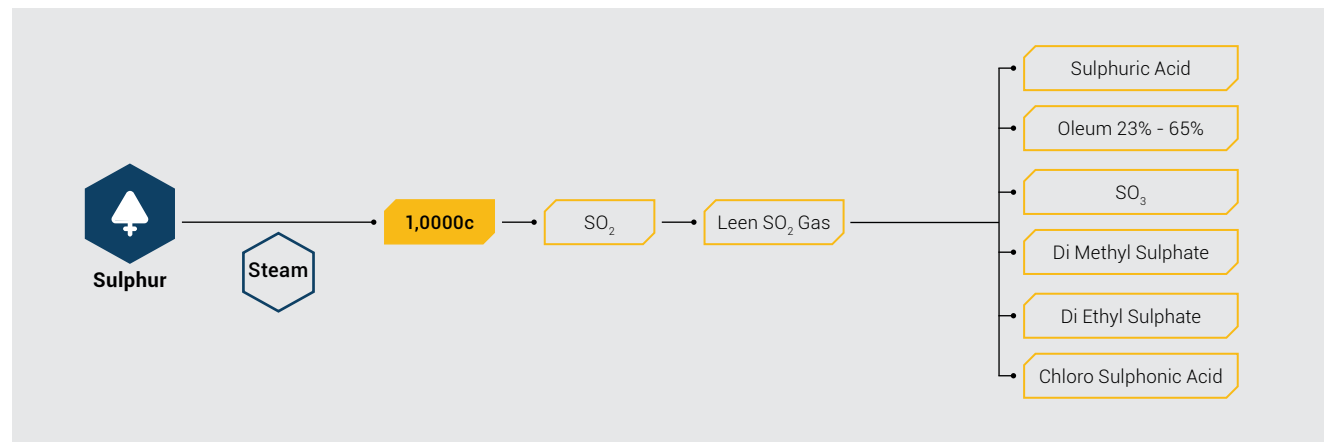 Sulphur
Steam
1,0000c
SO₂
Leen SO₂ Gas
Sulphuric Acid
Oleum 23% - 65%
SO₃
Di Methyl Sulphate
Di Ethyl Sulphate
Chloro Sulphonic Acid